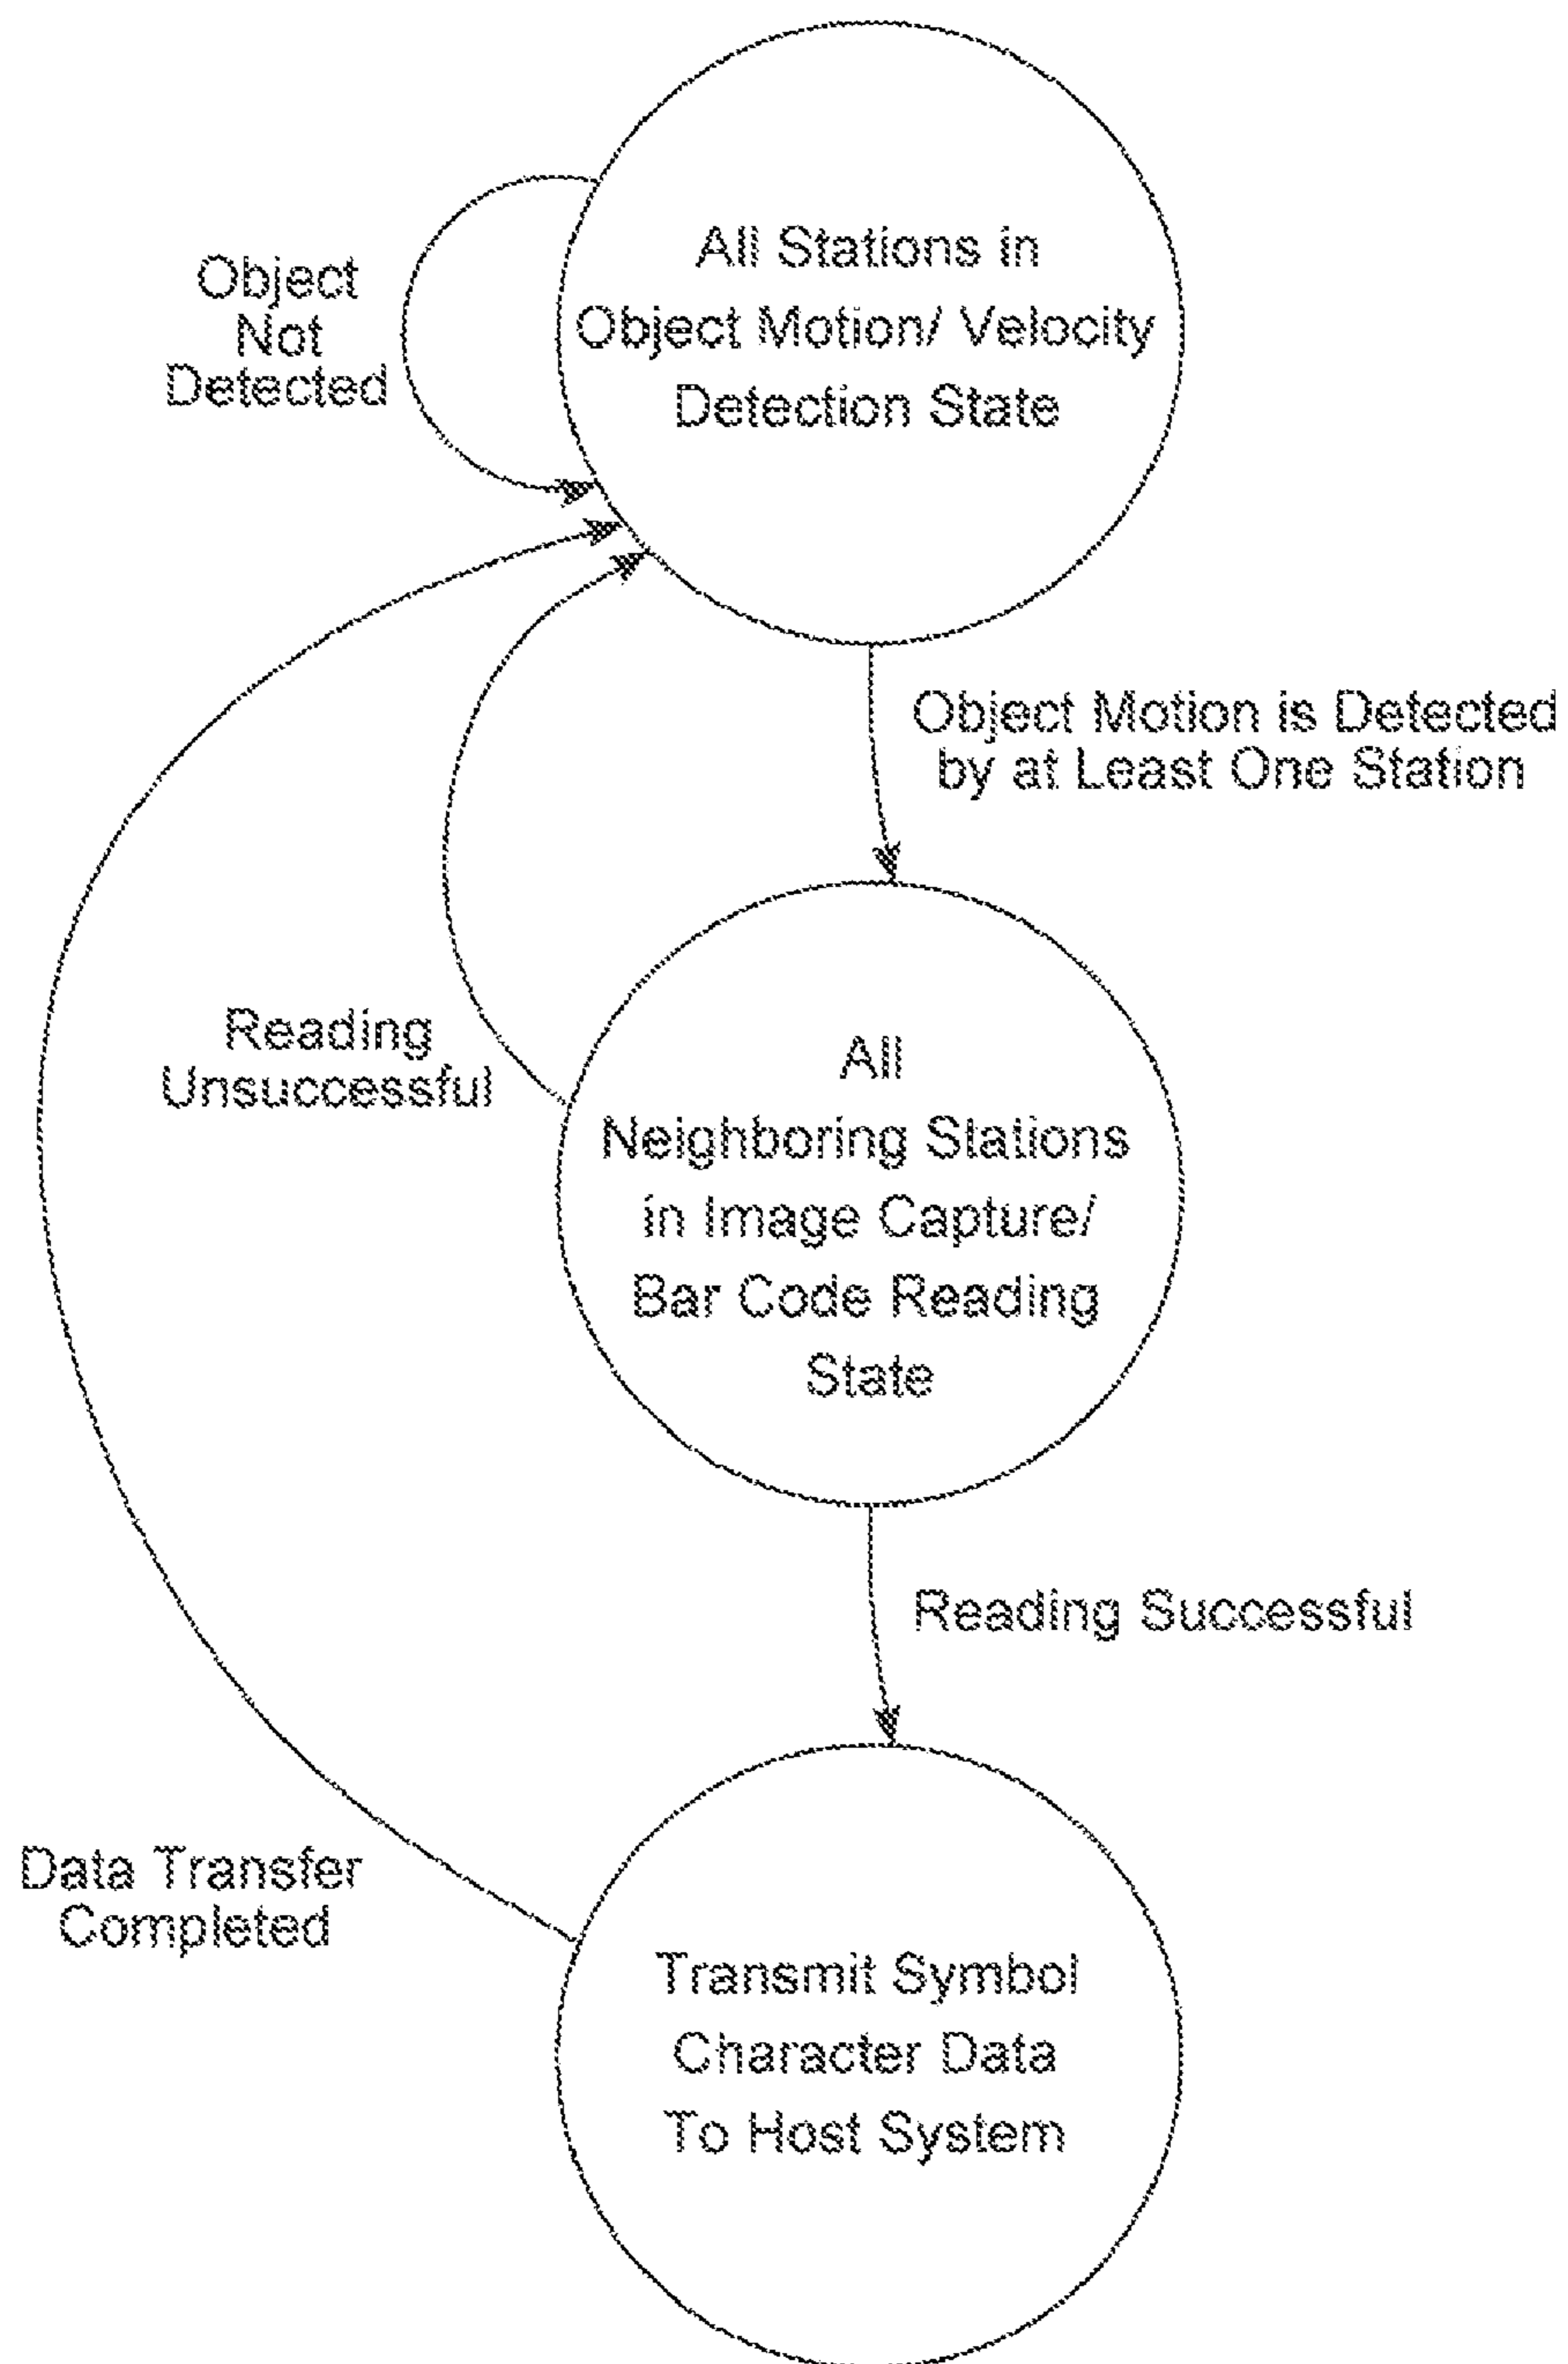 All Stations in
Object Motion/ Velocity
Detection State
Object
Not
Detected
Object Motion is Detected
by at Least One Station
Reading
Unsuccessful
All
Neighboring Stations
in Image Capture/
Bar Code Reading
State
Reading Successful
Data Transfer
Completed
Transmit Symbol
Character Data
To Host System